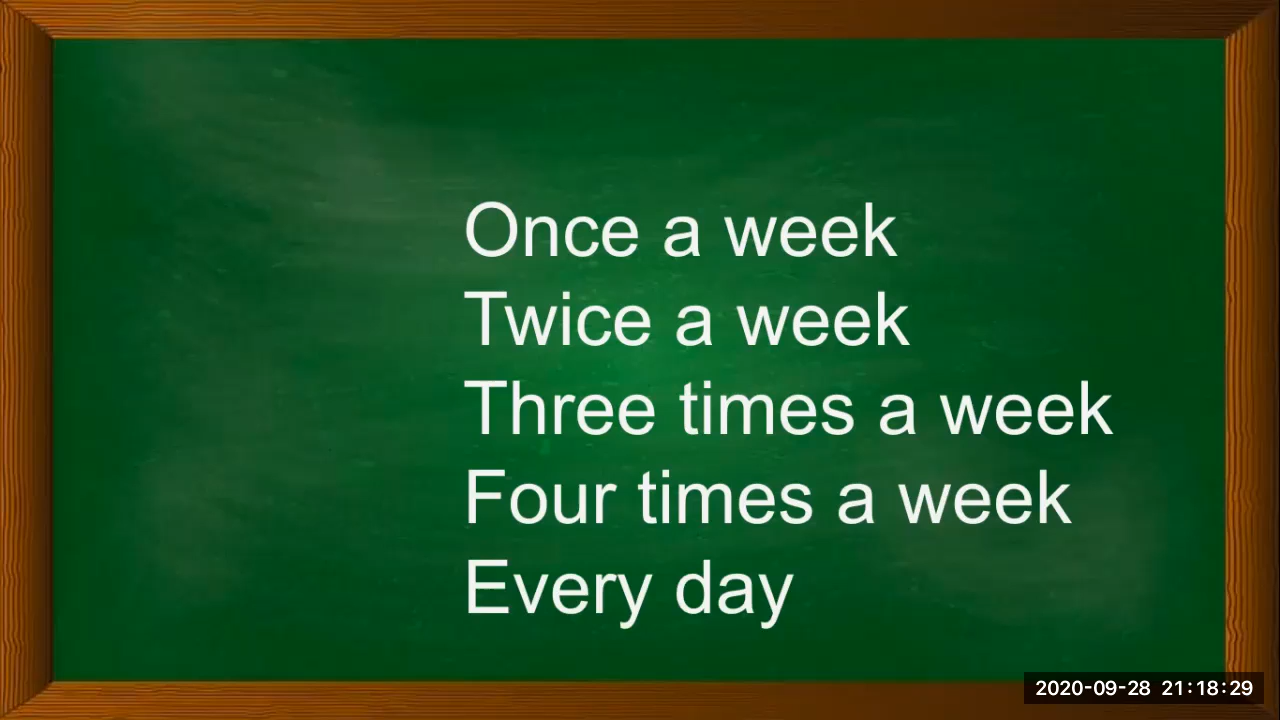 Once a week
Twice a week
Three times a week
Four times a week
Every day
2020-09-28 21:18:29